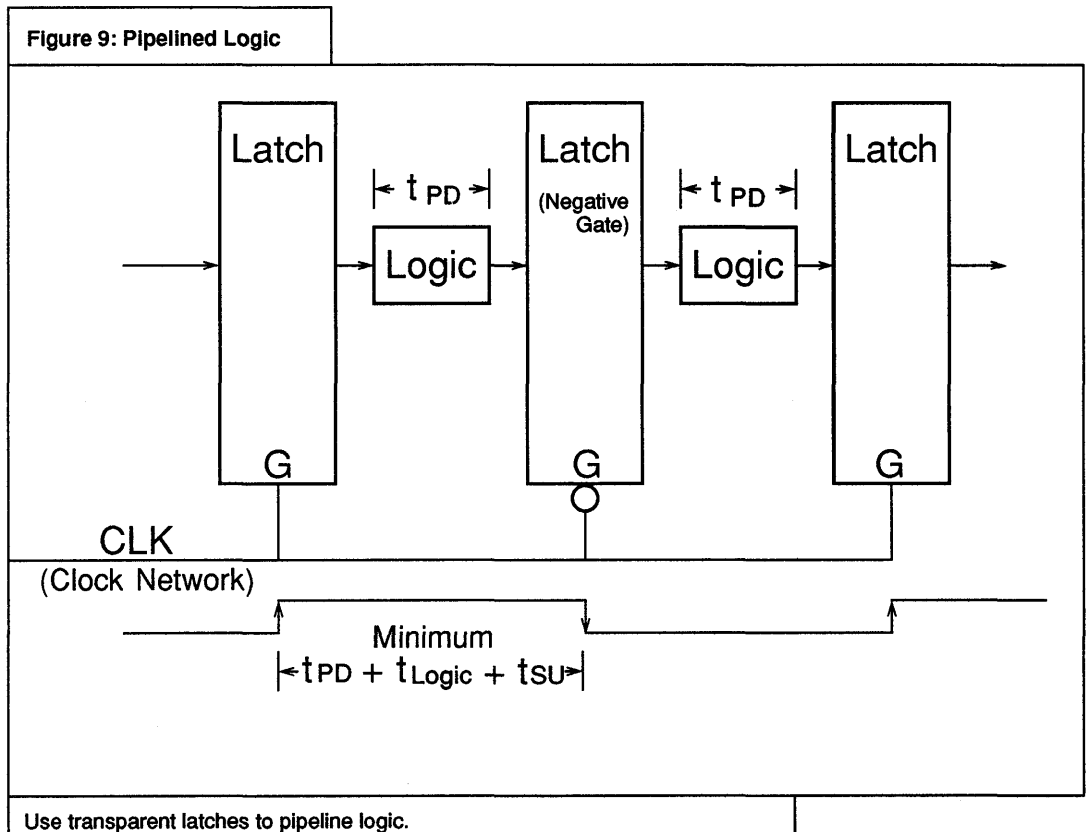 Figure 9: Pipelined Logic
Latch
Latch
Latch
t PD
(Negative
Gate)
t PD
Logic
Logic
G
G
G
CLK
(Clock Network)
Minimum
tPD + tLogic + tSU
Use transparent latches to pipeline logic.